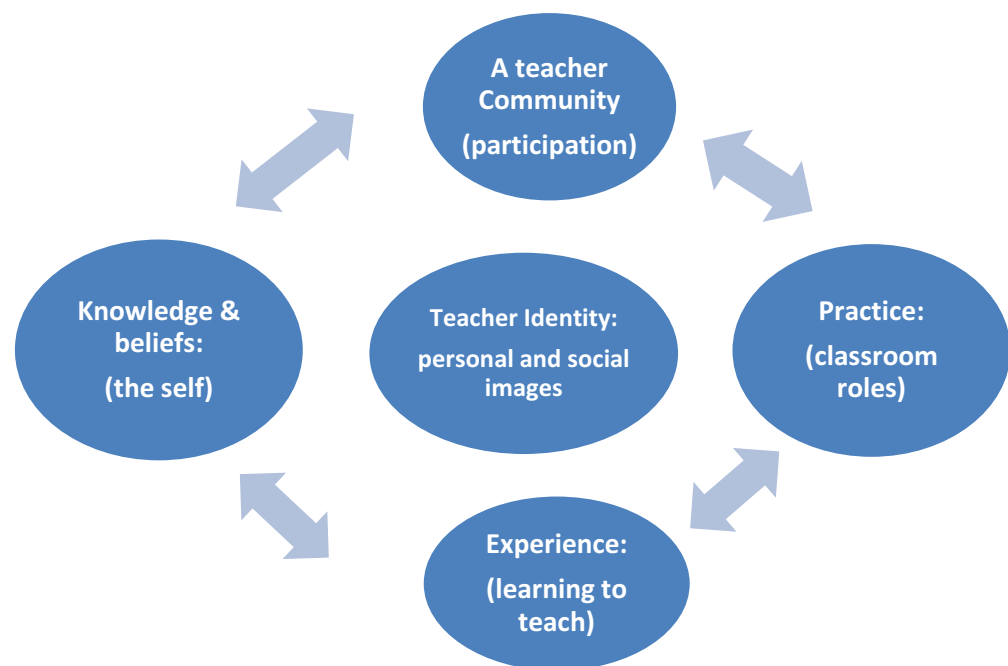 A teacher
Community
(participation)
Knowledge &
beliefs:
(the self)
Teacher Identity:
personal and social
images
Practice:
(classroom
roles)
Experience:
(learning to
teach)